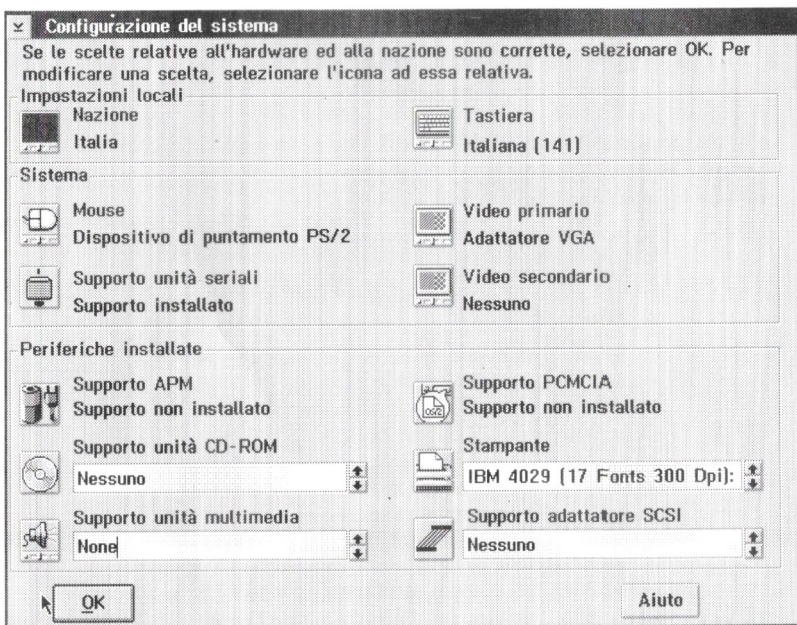 Configurazione del sistema
Se le scelte relative all'hardware ed alla nazione sono corrette, selezionare OK. Per
modificare una scelta, selezionare l'icona ad essa relativa.
Impostazioni locali
Nazione
Italia
Tastiera
Italiana (141)
Sistema
Mouse
Dispositivo di puntamento PS/2
Video primario
Adattatore VGA
Supporto unità seriali
Supporto installato
Video secondario
Nessuno
Periferiche installate
Supporto APM
Supporto non installato
Supporto PCMCIA
Supporto non installato
Supporto unità CD-ROM
Nessuno
Stampante
IBM 4029 (17 Fonts 300 Dpi):
Supporto unità multimedia
None
Supporto adattatore SCSI
Nessuno
OK
Aiuto